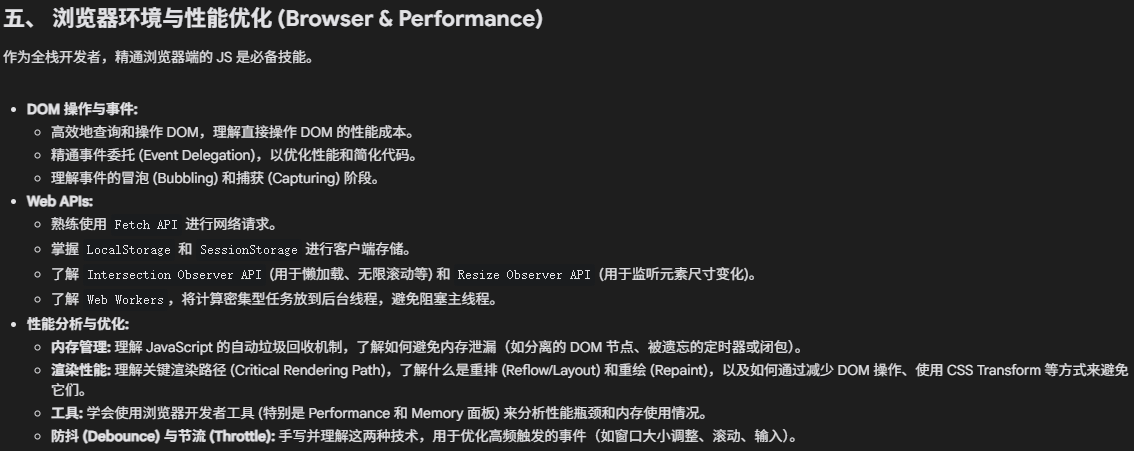 五、 浏览器环境与性能优化 (Browser & Performance)
作为全栈开发者，精通浏览器端的 JS 是必备技能。
DOM 操作与事件:
高效地查询和操作 DOM，理解直接操作 DOM 的性能成本。
精通事件委托 (Event Delegation)，以优化性能和简化代码。
理解事件的冒泡 (Bubbling) 和捕获 (Capturing) 阶段。
Web APIs:
熟练使用 Fetch API 进行网络请求。
掌握 LocalStorage 和 SessionStorage 进行客户端存储。
了解 Intersection Observer API (用于懒加载、无限滚动等) 和 Resize Observer API (用于监听元素尺寸变化)。
了解 Web Workers，将计算密集型任务放到后台线程，避免阻塞主线程。
性能分析与优化:
内存管理: 理解 JavaScript 的自动垃圾回收机制，了解如何避免内存泄漏（如分离的 DOM 节点、被遗忘的定时器或闭包）。
渲染性能: 理解关键渲染路径 (Critical Rendering Path)，了解什么是重排 (Reflow/Layout) 和重绘 (Repaint)，以及如何通过减少 DOM 操作、使用 CSS Transform 等方式来避免
它们。
工具: 学会使用浏览器开发者工具 (特别是 Performance 和 Memory 面板) 来分析性能瓶颈和内存使用情况。
防抖 (Debounce) 与节流 (Throttle): 手写并理解这两种技术，用于优化高频触发的事件（如窗口大小调整、滚动、输入）。